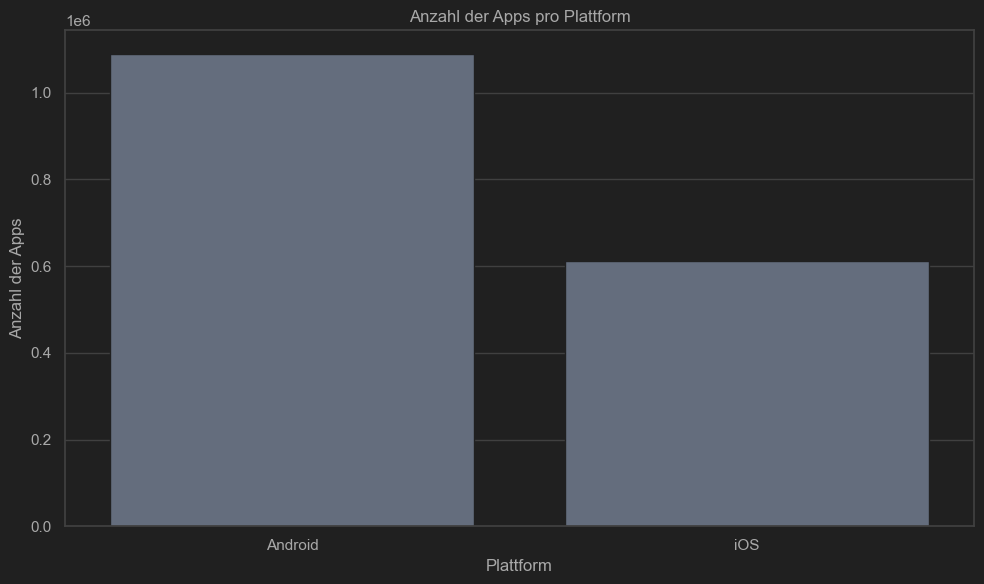 Anzahl der Apps pro Plattform
1e6
1.0
0.8
0.6
0.4
0.2
0.0
Anzahl der Apps
Android
iOS
Plattform